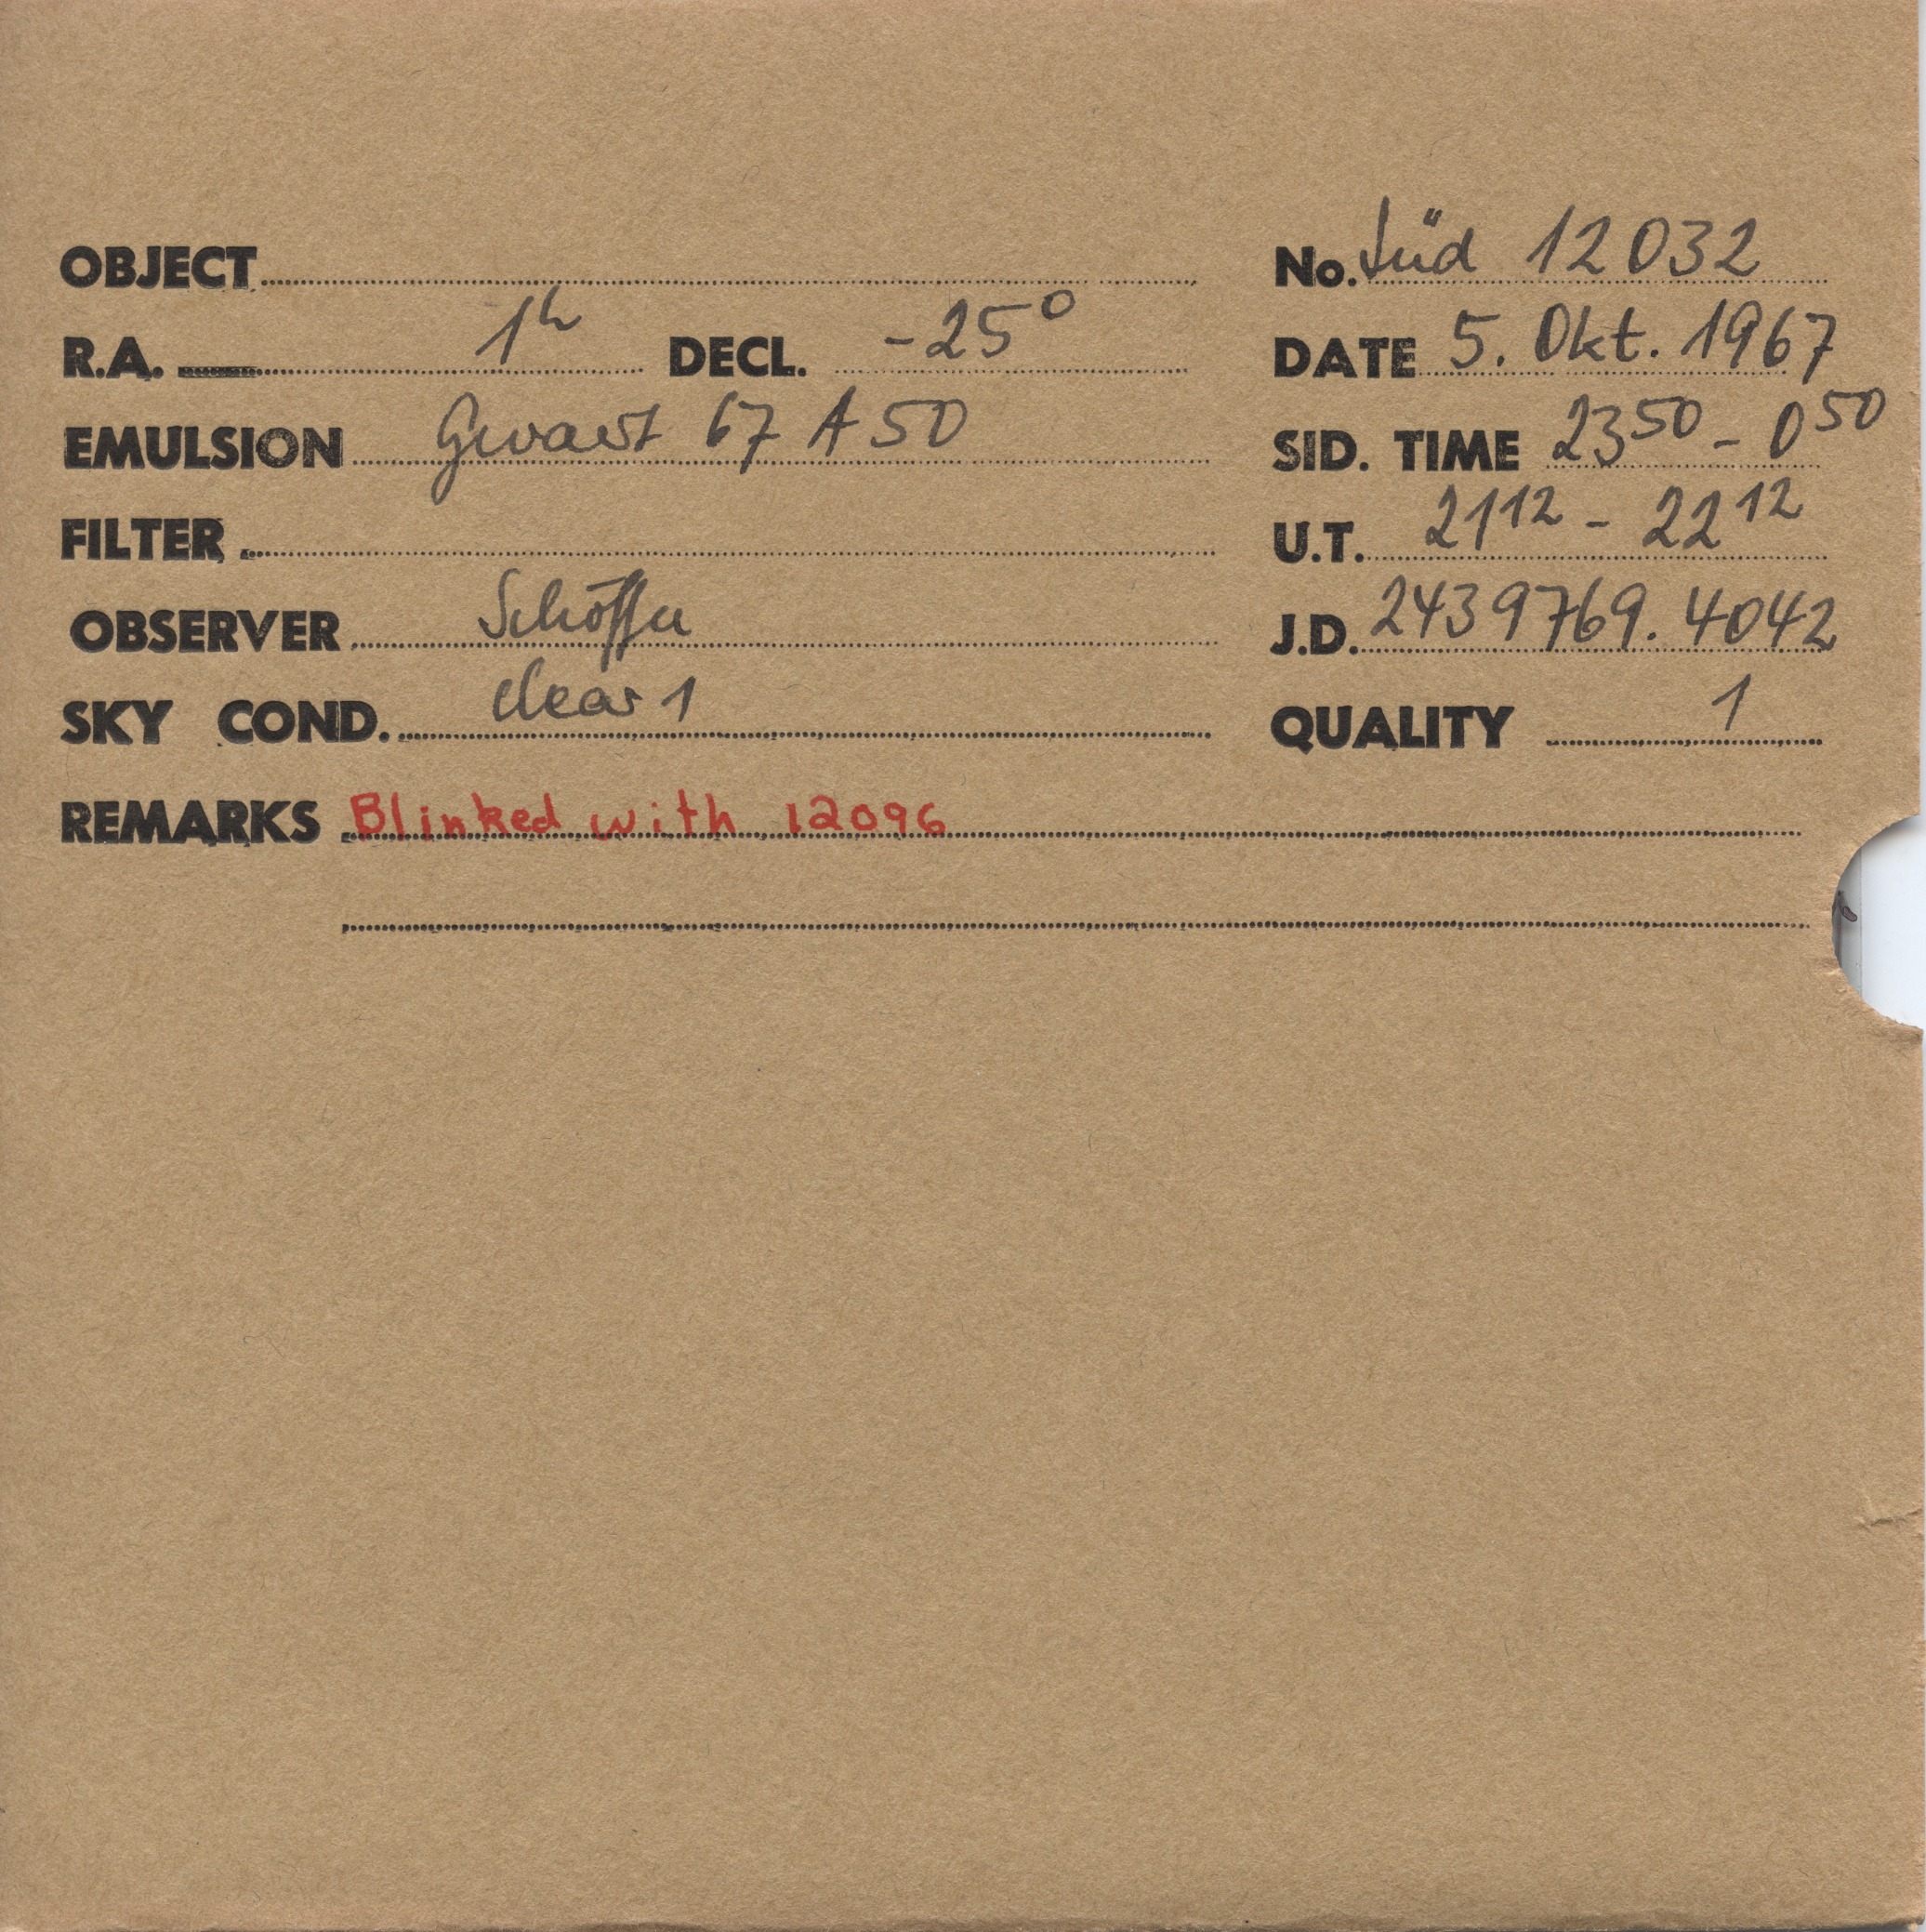 OBJECT No. Süd 12032
R.A. 1h DECL. -25° DATE 5. Okt. 1967
EMULSION Gevaert 67 A 50 SID. TIME 23 50 - 0 50
FILTER U.T. 21 12 - 22 12
OBSERVER Schöffel J.D. 2439769.4042
SKY COND. clear 1 QUALITY 1
REMARKS Blinked with 12096